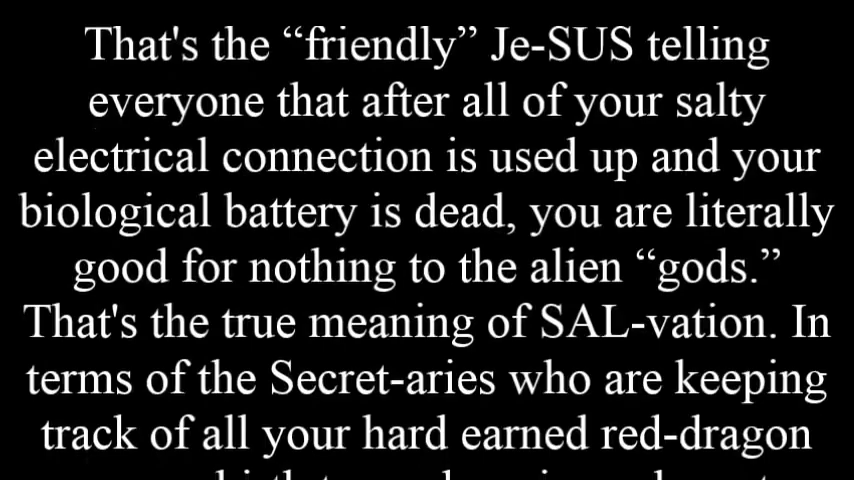 That's the “friendly” Je-SUS telling
everyone that after all of your salty
electrical connection is used up and your
biological battery is dead, you are literally
good for nothing to the alien “gods.”
That's the true meaning of SAL-vation. In
terms of the Secret-aries who are keeping
track of all your hard earned red-dragon